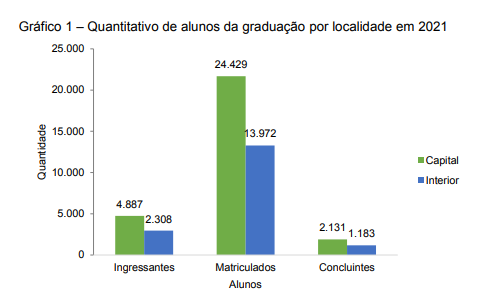 Gráfico 1 – Quantitativo de alunos da graduação por localidade em 2021
25.000
20.000
15.000
10.000
5.000
0
Quantidade
4.887
2.308
24.429
13.972
2.131
1.183
Ingressantes
Matriculados
Concluintes
Alunos
Capital
Interior